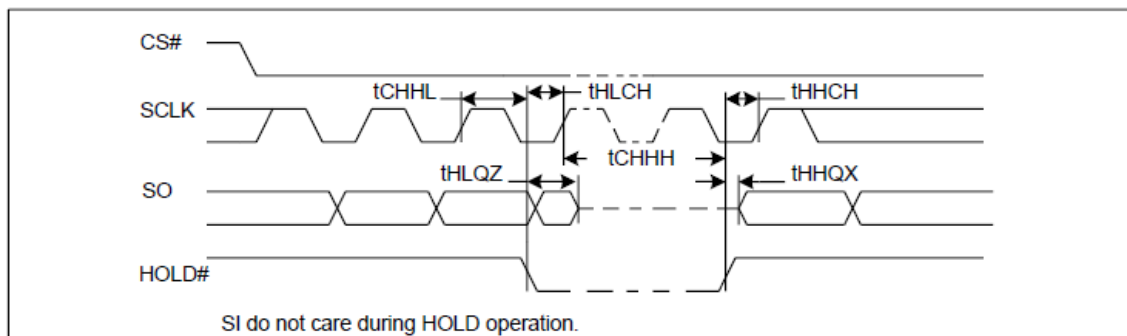 CS#
tCHHL tHLCH tHHCH
SCLK
tCHHH
tHLQZ tHHQX
SO
HOLD#
SI do not care during HOLD operation.